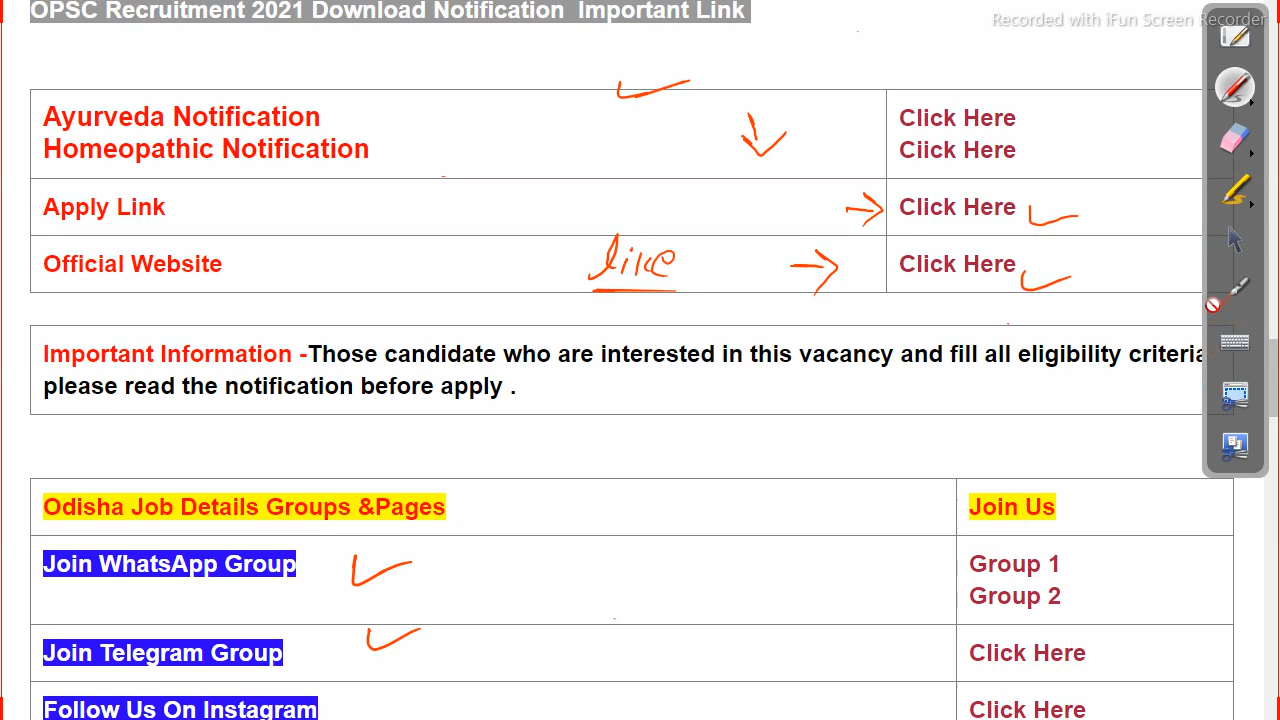 OPSC Recruitment 2021 Download Notification Important Link
Recorded with iFun Screen Recorder
Ayurveda Notification
Homeopathic Notification
Click Here
Ciick Here
Apply Link
Click Here
Official Website
like
Click Here
Important Information -Those candidate who are interested in this vacancy and fill all eligibility criteria
please read the notification before apply .
Odisha Job Details Groups &Pages
Join Us
Join WhatsApp Group
Group 1
Group 2
Join Telegram Group
Click Here
Follow Us On Instagram
Click Here